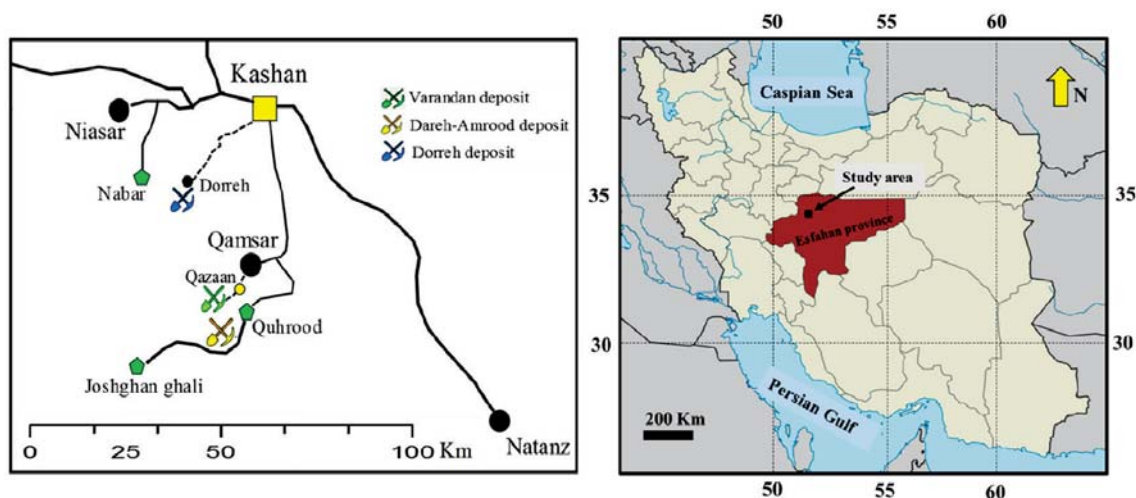 Kashan
Varandan deposit
Dareh-Amrood deposit
Dorreh deposit
Niasar
Nabar
Dorreh
Qamsar
Qazaan
Quhrood
Joshghan ghali
Natanz
0 25 50 100 Km
50 55 60
Caspian Sea
N
35 35
Study area
Esfahan province
30 30
Persian Gulf
200 Km
50 55 60